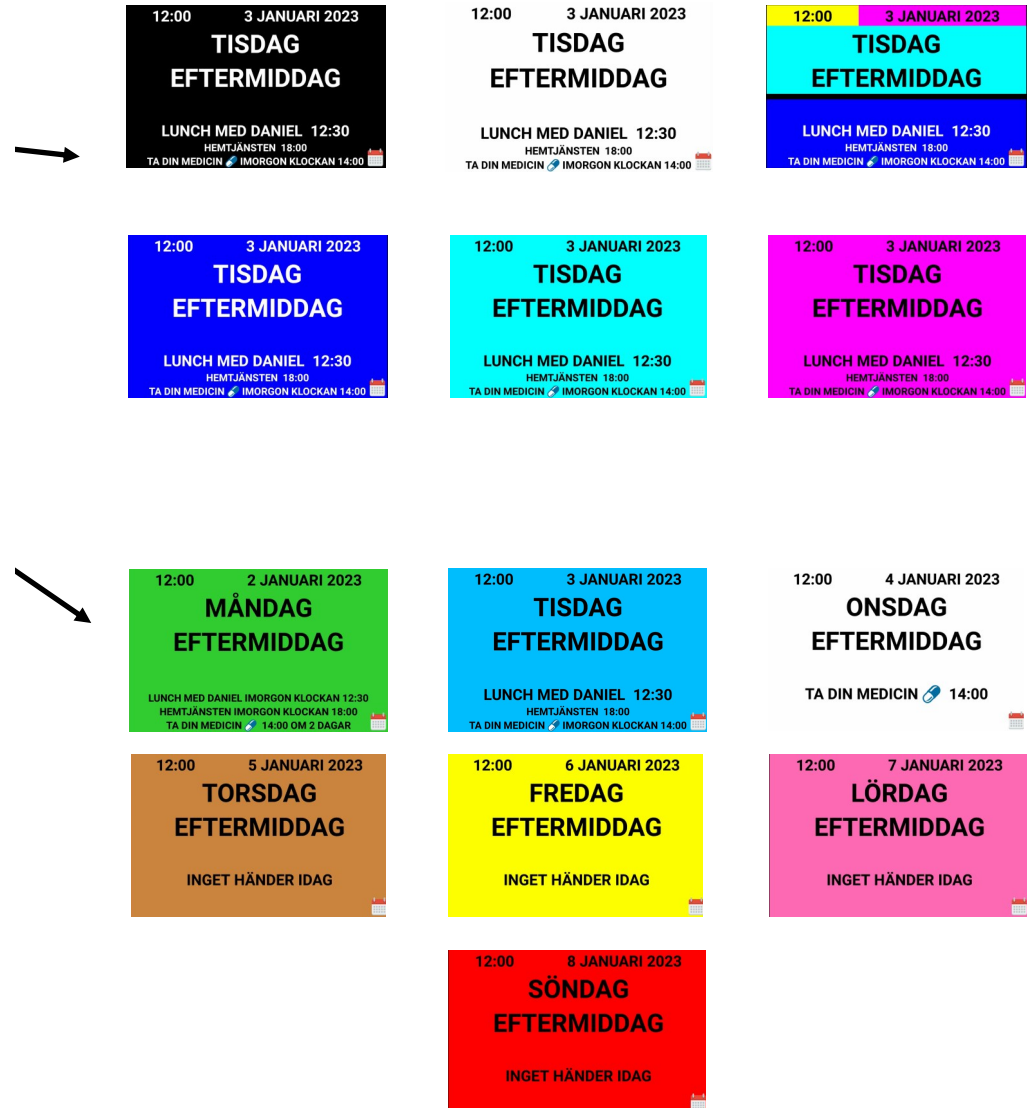 12:00 3 JANUARI 2023
TISDAG
EFTERMIDDAG
LUNCH MED DANIEL 12:30
HEMTJÄNSTEN 18:00
TA DIN MEDICIN IMORGON KLOCKAN 14:00
12:00 3 JANUARI 2023
TISDAG
EFTERMIDDAG
LUNCH MED DANIEL 12:30
HEMTJÄNSTEN 18:00
TA DIN MEDICIN IMORGON KLOCKAN 14:00
12:00 3 JANUARI 2023
TISDAG
EFTERMIDDAG
LUNCH MED DANIEL 12:30
HEMTJÄNSTEN 18:00
TA DIN MEDICIN IMORGON KLOCKAN 14:00
12:00 3 JANUARI 2023
TISDAG
EFTERMIDDAG
LUNCH MED DANIEL 12:30
HEMTJÄNSTEN 18:00
TA DIN MEDICIN IMORGON KLOCKAN 14:00
12:00 3 JANUARI 2023
TISDAG
EFTERMIDDAG
LUNCH MED DANIEL 12:30
HEMTJÄNSTEN 18:00
TA DIN MEDICIN IMORGON KLOCKAN 14:00
12:00 3 JANUARI 2023
TISDAG
EFTERMIDDAG
LUNCH MED DANIEL 12:30
HEMTJÄNSTEN 18:00
TA DIN MEDICIN IMORGON KLOCKAN 14:00
12:00 2 JANUARI 2023
MÅNDAG
EFTERMIDDAG
LUNCH MED DANIEL IMORGON KLOCKAN 12:30
HEMTJÄNSTEN IMORGON KLOCKAN 18:00
TA DIN MEDICIN 14:00 OM 2 DAGAR
12:00 3 JANUARI 2023
TISDAG
EFTERMIDDAG
LUNCH MED DANIEL 12:30
HEMTJÄNSTEN 18:00
TA DIN MEDICIN IMORGON KLOCKAN 14:00
12:00 4 JANUARI 2023
ONSDAG
EFTERMIDDAG
TA DIN MEDICIN 14:00
12:00 5 JANUARI 2023
TORSDAG
EFTERMIDDAG
INGET HÄNDER IDAG
12:00 6 JANUARI 2023
FREDAG
EFTERMIDDAG
INGET HÄNDER IDAG
12:00 7 JANUARI 2023
LÖRDAG
EFTERMIDDAG
INGET HÄNDER IDAG
12:00 8 JANUARI 2023
SÖNDAG
EFTERMIDDAG
INGET HÄNDER IDAG